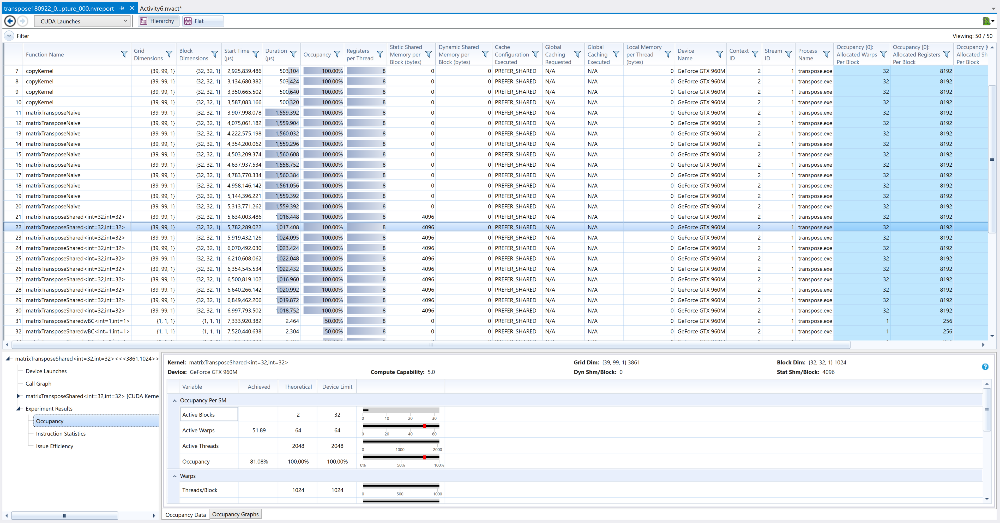 transpose180922_0...pture_000.nvreport Activity6.nvact*
CUDA Launches Hierarchy Flat
Filter Viewing: 50 / 50
Function Name Grid Dimensions Block Dimensions Start Time (µs) Duration (µs) Occupancy Registers per Thread Static Shared Memory per Block (bytes) Dynamic Shared Memory per Block (bytes) Cache Configuration Executed Global Caching Requested Global Caching Executed Local Memory per Thread (bytes) Device Name Context ID Stream ID Process Name Occupancy [0]: Allocated Warps Per Block Occupancy [0]: Allocated Registers Per Block Occupancy [ Allocated Sh Per Block
7 copyKernel {39, 99, 1} {32, 32, 1} 2,925,839.486 503.104 100.00% 8 0 0 PREFER_SHARED N/A N/A 0 GeForce GTX 960M 2 1 transpose.exe 32 8192
8 copyKernel {39, 99, 1} {32, 32, 1} 3,134,680.382 503.424 100.00% 8 0 0 PREFER_SHARED N/A N/A 0 GeForce GTX 960M 2 1 transpose.exe 32 8192
9 copyKernel {39, 99, 1} {32, 32, 1} 3,350,665.502 500.640 100.00% 8 0 0 PREFER_SHARED N/A N/A 0 GeForce GTX 960M 2 1 transpose.exe 32 8192
10 copyKernel {39, 99, 1} {32, 32, 1} 3,587,083.166 500.320 100.00% 8 0 0 PREFER_SHARED N/A N/A 0 GeForce GTX 960M 2 1 transpose.exe 32 8192
11 matrixTransposeNaive {39, 99, 1} {32, 32, 1} 3,907,998.078 1,559.392 100.00% 8 0 0 PREFER_SHARED N/A N/A 0 GeForce GTX 960M 2 1 transpose.exe 32 8192
12 matrixTransposeNaive {39, 99, 1} {32, 32, 1} 4,075,061.182 1,559.904 100.00% 8 0 0 PREFER_SHARED N/A N/A 0 GeForce GTX 960M 2 1 transpose.exe 32 8192
13 matrixTransposeNaive {39, 99, 1} {32, 32, 1} 4,222,575.198 1,560.032 100.00% 8 0 0 PREFER_SHARED N/A N/A 0 GeForce GTX 960M 2 1 transpose.exe 32 8192
14 matrixTransposeNaive {39, 99, 1} {32, 32, 1} 4,354,200.062 1,559.296 100.00% 8 0 0 PREFER_SHARED N/A N/A 0 GeForce GTX 960M 2 1 transpose.exe 32 8192
15 matrixTransposeNaive {39, 99, 1} {32, 32, 1} 4,503,209.374 1,560.608 100.00% 8 0 0 PREFER_SHARED N/A N/A 0 GeForce GTX 960M 2 1 transpose.exe 32 8192
16 matrixTransposeNaive {39, 99, 1} {32, 32, 1} 4,637,937.534 1,558.752 100.00% 8 0 0 PREFER_SHARED N/A N/A 0 GeForce GTX 960M 2 1 transpose.exe 32 8192
17 matrixTransposeNaive {39, 99, 1} {32, 32, 1} 4,783,770.334 1,560.384 100.00% 8 0 0 PREFER_SHARED N/A N/A 0 GeForce GTX 960M 2 1 transpose.exe 32 8192
18 matrixTransposeNaive {39, 99, 1} {32, 32, 1} 4,958,146.142 1,561.056 100.00% 8 0 0 PREFER_SHARED N/A N/A 0 GeForce GTX 960M 2 1 transpose.exe 32 8192
19 matrixTransposeNaive {39, 99, 1} {32, 32, 1} 5,144,396.221 1,559.392 100.00% 8 0 0 PREFER_SHARED N/A N/A 0 GeForce GTX 960M 2 1 transpose.exe 32 8192
20 matrixTransposeNaive {39, 99, 1} {32, 32, 1} 5,313,771.262 1,559.392 100.00% 8 0 0 PREFER_SHARED N/A N/A 0 GeForce GTX 960M 2 1 transpose.exe 32 8192
21 matrixTransposeShared<int=32,int=32> {39, 99, 1} {32, 32, 1} 5,634,003.486 1,016.448 100.00% 8 4096 0 PREFER_SHARED N/A N/A 0 GeForce GTX 960M 2 1 transpose.exe 32 8192
22 matrixTransposeShared<int=32,int=32> {39, 99, 1} {32, 32, 1} 5,782,289.022 1,017.408 100.00% 8 4096 0 PREFER_SHARED N/A N/A 0 GeForce GTX 960M 2 1 transpose.exe 32 8192
23 matrixTransposeShared<int=32,int=32> {39, 99, 1} {32, 32, 1} 5,919,432.126 1,024.095 100.00% 8 4096 0 PREFER_SHARED N/A N/A 0 GeForce GTX 960M 2 1 transpose.exe 32 8192
24 matrixTransposeShared<int=32,int=32> {39, 99, 1} {32, 32, 1} 6,070,492.030 1,023.424 100.00% 8 4096 0 PREFER_SHARED N/A N/A 0 GeForce GTX 960M 2 1 transpose.exe 32 8192
25 matrixTransposeShared<int=32,int=32> {39, 99, 1} {32, 32, 1} 6,210,608.062 1,022.048 100.00% 8 4096 0 PREFER_SHARED N/A N/A 0 GeForce GTX 960M 2 1 transpose.exe 32 8192
26 matrixTransposeShared<int=32,int=32> {39, 99, 1} {32, 32, 1} 6,354,545.534 1,022.432 100.00% 8 4096 0 PREFER_SHARED N/A N/A 0 GeForce GTX 960M 2 1 transpose.exe 32 8192
27 matrixTransposeShared<int=32,int=32> {39, 99, 1} {32, 32, 1} 6,500,819.102 1,016.960 100.00% 8 4096 0 PREFER_SHARED N/A N/A 0 GeForce GTX 960M 2 1 transpose.exe 32 8192
28 matrixTransposeShared<int=32,int=32> {39, 99, 1} {32, 32, 1} 6,640,266.142 1,020.992 100.00% 8 4096 0 PREFER_SHARED N/A N/A 0 GeForce GTX 960M 2 1 transpose.exe 32 8192
29 matrixTransposeShared<int=32,int=32> {39, 99, 1} {32, 32, 1} 6,849,462.206 1,019.872 100.00% 8 4096 0 PREFER_SHARED N/A N/A 0 GeForce GTX 960M 2 1 transpose.exe 32 8192
30 matrixTransposeShared<int=32,int=32> {39, 99, 1} {32, 32, 1} 6,997,793.502 1,018.752 100.00% 8 4096 0 PREFER_SHARED N/A N/A 0 GeForce GTX 960M 2 1 transpose.exe 32 8192
31 matrixTransposeSharedwBC<int=1,int=1> {1, 1, 1} {1, 1, 1} 7,333,920.382 2.464 50.00% 8 0 0 PREFER_SHARED N/A N/A 0 GeForce GTX 960M 2 1 transpose.exe 1 256
32 matrixTransposeSharedwBC<int=1,int=1> {1, 1, 1} {1, 1, 1} 7,520,440.638 2.304 50.00% 8 0 0 PREFER_SHARED N/A N/A 0 GeForce GTX 960M 2 1 transpose.exe 1 256
matrixTransposeShared<int=32,int=32><<<3861,1024>>
Device Launches
Call Graph
matrixTransposeShared<int=32,int=32> [CUDA Kerne
Experiment Results
Occupancy
Instruction Statistics
Issue Efficiency
Kernel: matrixTransposeShared<int=32,int=32> Grid Dim: {39, 99, 1} 3861 Block Dim: {32, 32, 1} 1024
Device: GeForce GTX 960M Compute Capability: 5.0 Dyn Shm/Block: 0 Stat Shm/Block: 4096
Variable Achieved Theoretical Device Limit
Occupancy Per SM
Active Blocks 2 32
0 10 20 30
Active Warps 51.89 64 64
0 20 40 60
Active Threads 2048 2048
0 1000 2000
Occupancy 81.08% 100.00% 100.00%
0% 50% 100%
Warps
Threads/Block 1024 1024
0 500 1000
Occupancy Data Occupancy Graphs